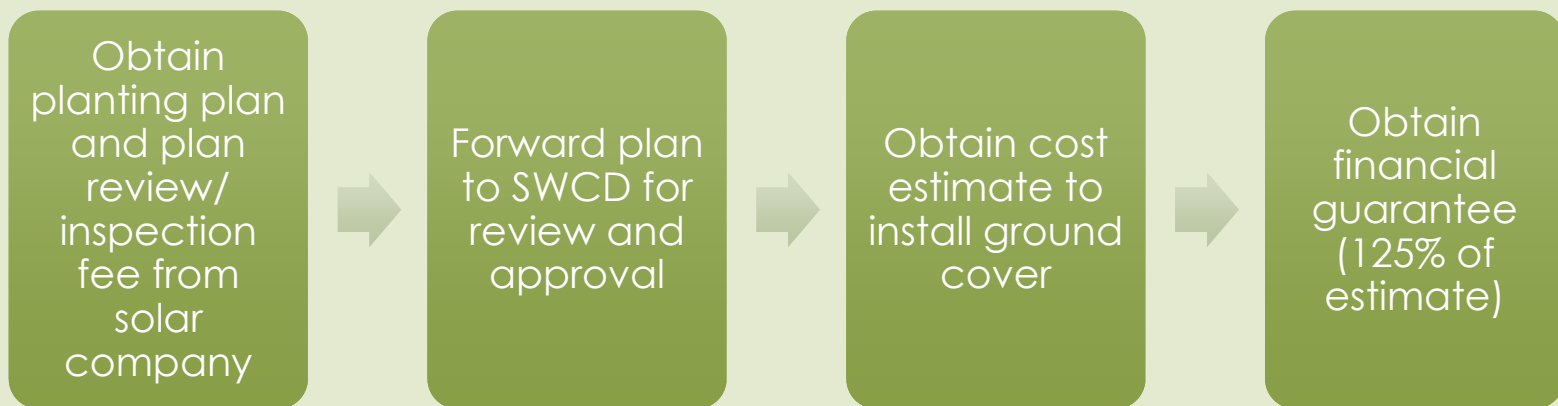 Obtain
planting plan
and plan
review/
inspection
fee from
solar
company
Forward plan
to SWCD for
review and
approval
Obtain cost
estimate to
install ground
cover
Obtain
financial
guarantee
(125% of
estimate)